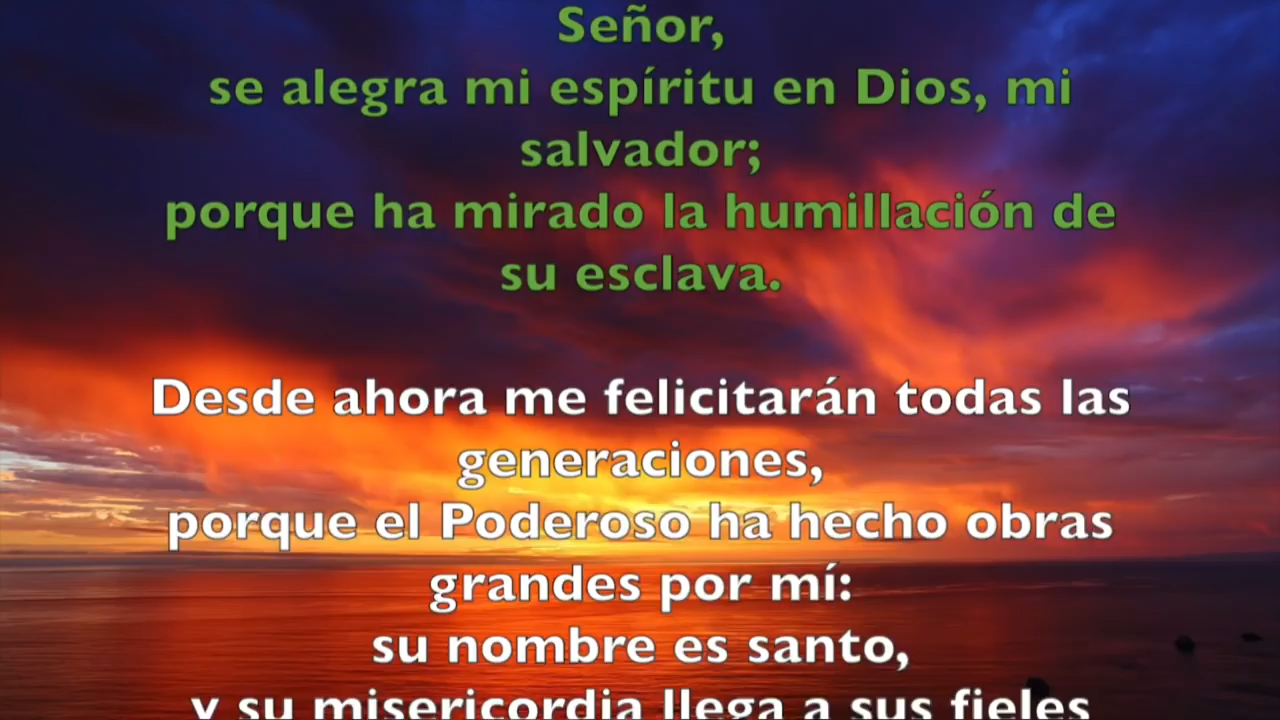 Señor,
se alegra mi espíritu en Dios, mi
salvador;
porque ha mirado la humillación de
su esclava.
Desde ahora me felicitarán todas las
generaciones,
porque el Poderoso ha hecho obras
grandes por mí:
su nombre es santo,
y su misericordia llega a sus fieles